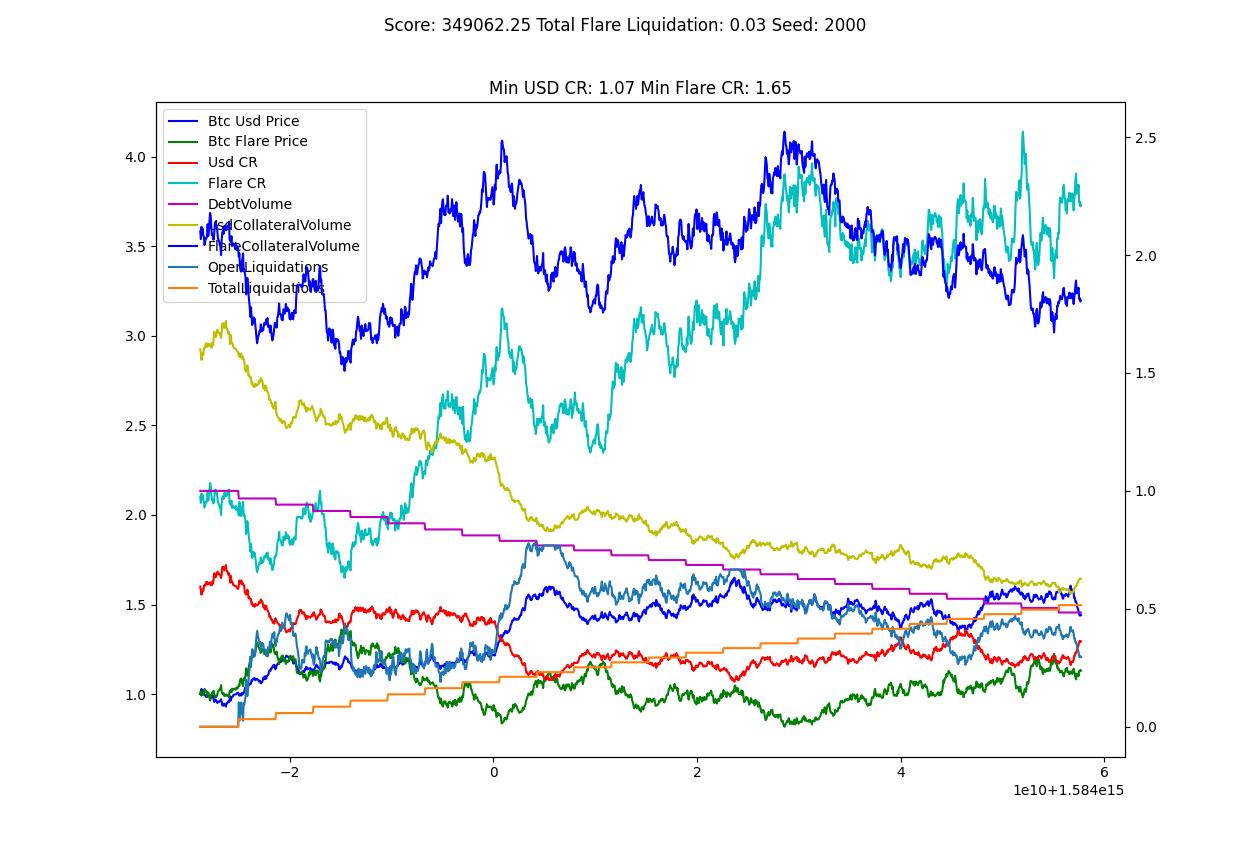 Score: 349062.25 Total Flare Liquidation: 0.03 Seed: 2000
Min USD CR: 1.07 Min Flare CR: 1.65
Btc Usd Price
Btc Flare Price
Usd CR
Flare CR
DebtVolume
UsdCollateralVolume
FlareCollateralVolume
OpenLiquidations
TotalLiquidations
4.0
3.5
3.0
2.5
2.0
1.5
1.0
2.5
2.0
1.5
1.0
0.5
0.0
−2 0 2 4 6
1e10+1.584e15